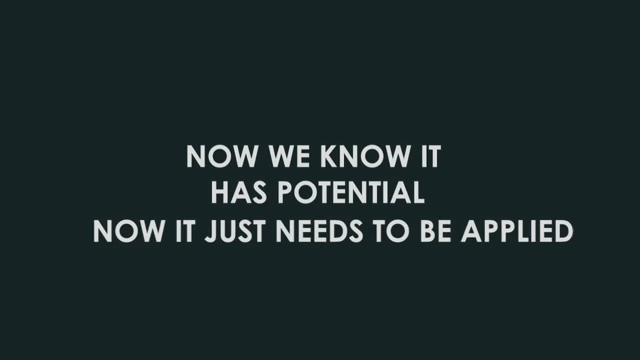 NOW WE KNOW IT
HAS POTENTIAL
NOW IT JUST NEEDS TO BE APPLIED